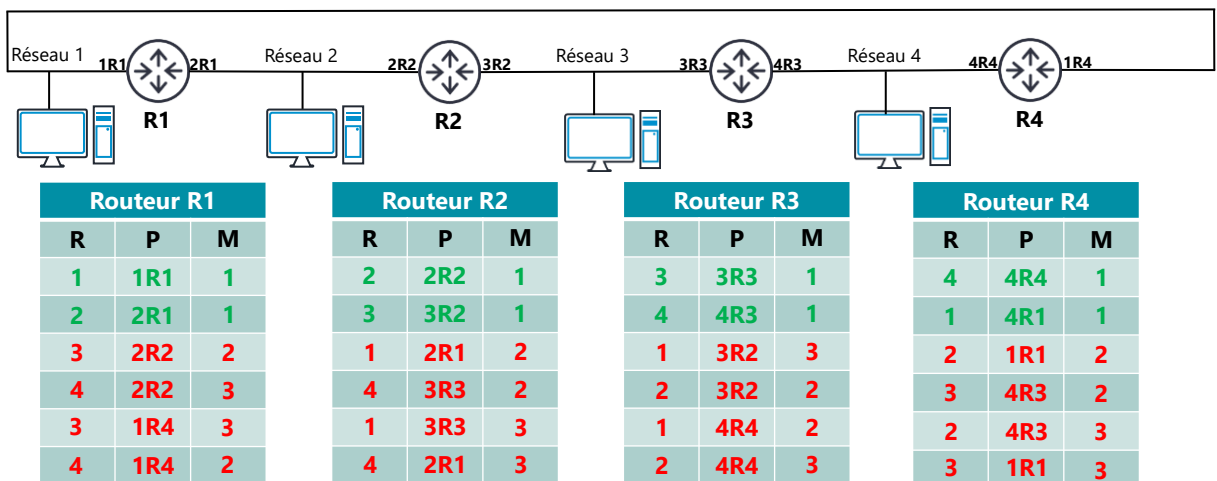 Réseau 1 1R1 2R1 Réseau 2 2R2 3R2 Réseau 3 3R3 4R3 Réseau 4 4R4 1R4
R1 R2 R3 R4
Routeur R1
R P M
1 1R1 1
2 2R1 1
3 2R2 2
4 2R2 3
3 1R4 3
4 1R4 2
Routeur R2
R P M
2 2R2 1
3 3R2 1
1 2R1 2
4 3R3 2
1 3R3 3
4 2R1 3
Routeur R3
R P M
3 3R3 1
4 4R3 1
1 3R2 3
2 3R2 2
1 4R4 2
2 4R4 3
Routeur R4
R P M
4 4R4 1
1 4R1 1
2 1R1 2
3 4R3 2
2 4R3 3
3 1R1 3